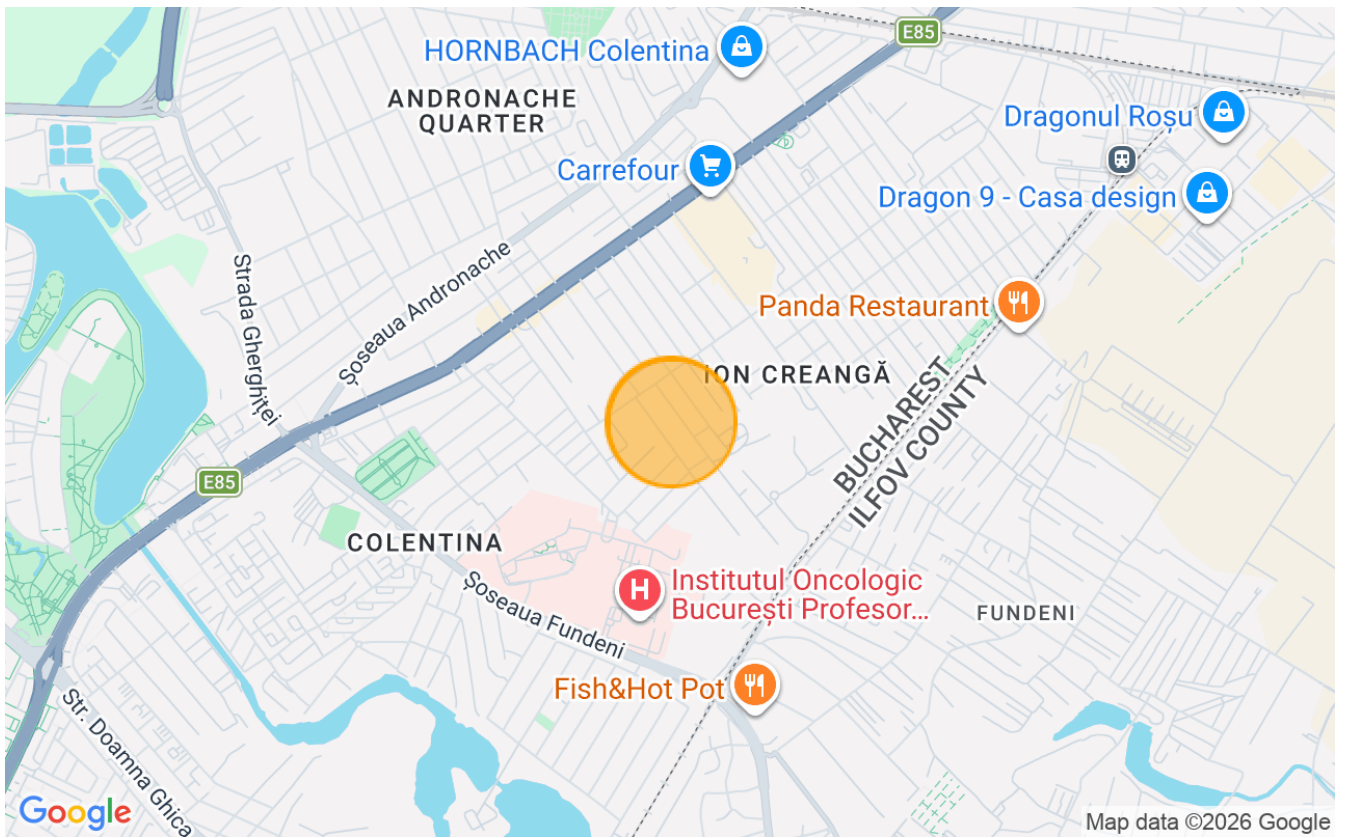 E85
HORNBACH Colentina
ANDRONACHE
QUARTER
Dragonul Roșu
Carrefour
Dragon 9 - Casa design
Șoseaua Andronache
Strada Gherghiței
Panda Restaurant
ION CREANGĂ
BUCHAREST
ILFOV COUNTY
E85
COLENTINA
Institutul Oncologic
București Profesor...
Șoseaua Fundeni
FUNDENI
Fish&Hot Pot
Str. Doamna Ghica
Google
Map data ©2026 Google